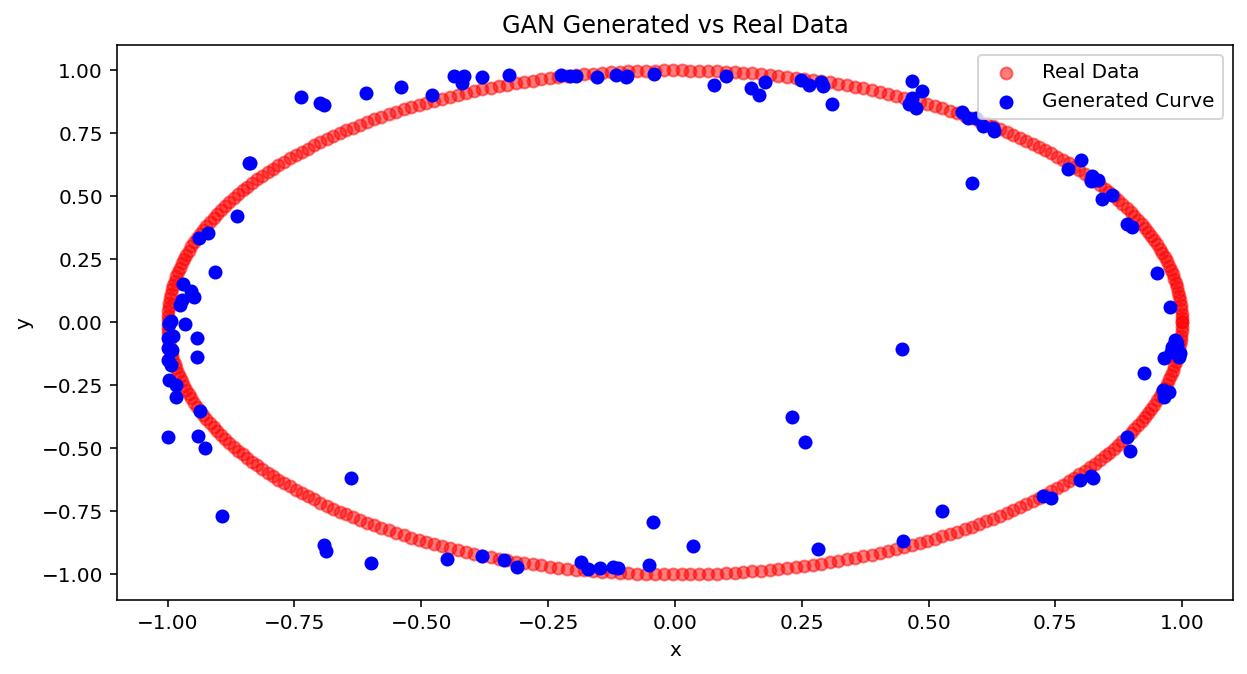 GAN Generated vs Real Data
Real Data
Generated Curve
1.00
0.75
0.50
0.25
0.00
−0.25
−0.50
−0.75
−1.00
y
−1.00 −0.75 −0.50 −0.25 0.00 0.25 0.50 0.75 1.00
x